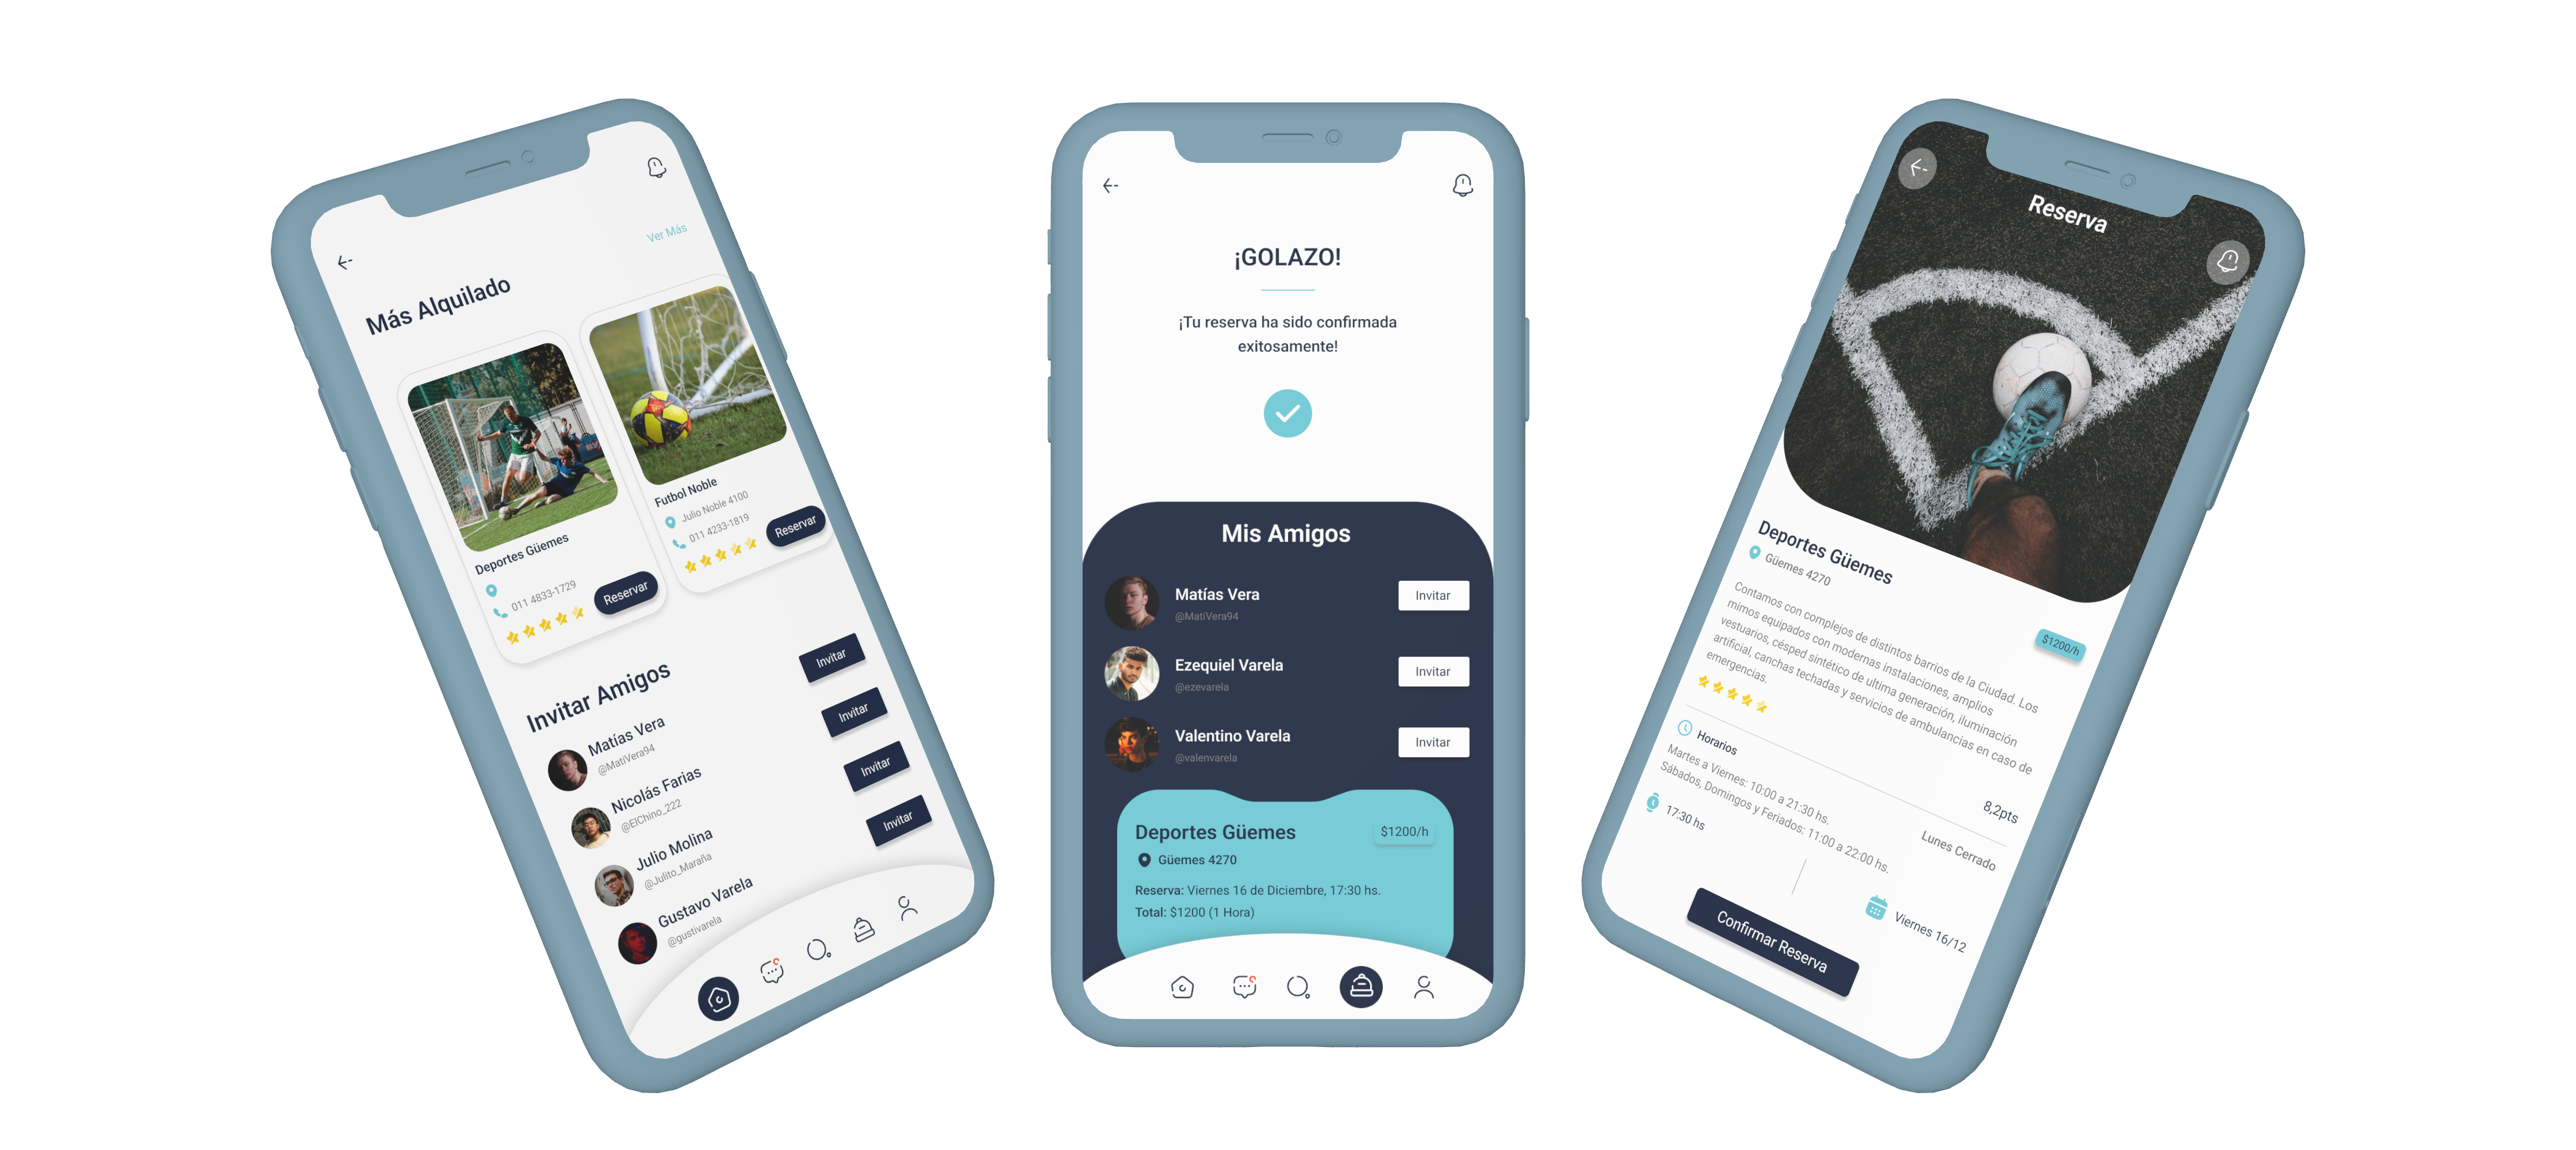 Ver Más
Más Alquilado
Deportes Güemes
011 4833-1729
Reservar
Futbol Noble
Julio Noble 4100
011 4233-1819
Reservar
Invitar Amigos
Matías Vera
@MatiVera94
Invitar
Nicolás Farias
@ElChino_222
Invitar
Julio Molina
@Julito_Maraña
Invitar
Gustavo Varela
@gustivarela
Invitar
¡GOLAZO!
¡Tu reserva ha sido confirmada
exitosamente!
Mis Amigos
Matías Vera
@MatiVera94
Invitar
Ezequiel Varela
@ezevarela
Invitar
Valentino Varela
@valenvarela
Invitar
Deportes Güemes
$1200/h
Güemes 4270
Reserva: Viernes 16 de Diciembre, 17:30 hs.
Total: $1200 (1 Hora)
Reserva
Deportes Güemes
Güemes 4270
$1200/h
Contamos con complejos de distintos barrios de la Ciudad. Los
mimos equipados con modernas instalaciones, amplios
vestuarios, césped sintético de ultima generación, iluminación
artificial, canchas techadas y servicios de ambulancias en caso de
emergencias.
8,2pts
Horarios
Martes a Viernes: 10:00 a 21:30 hs.
Sábados, Domingos y Feriados: 11:00 a 22:00 hs.
Lunes Cerrado
17:30 hs
Viernes 16/12
Confirmar Reserva